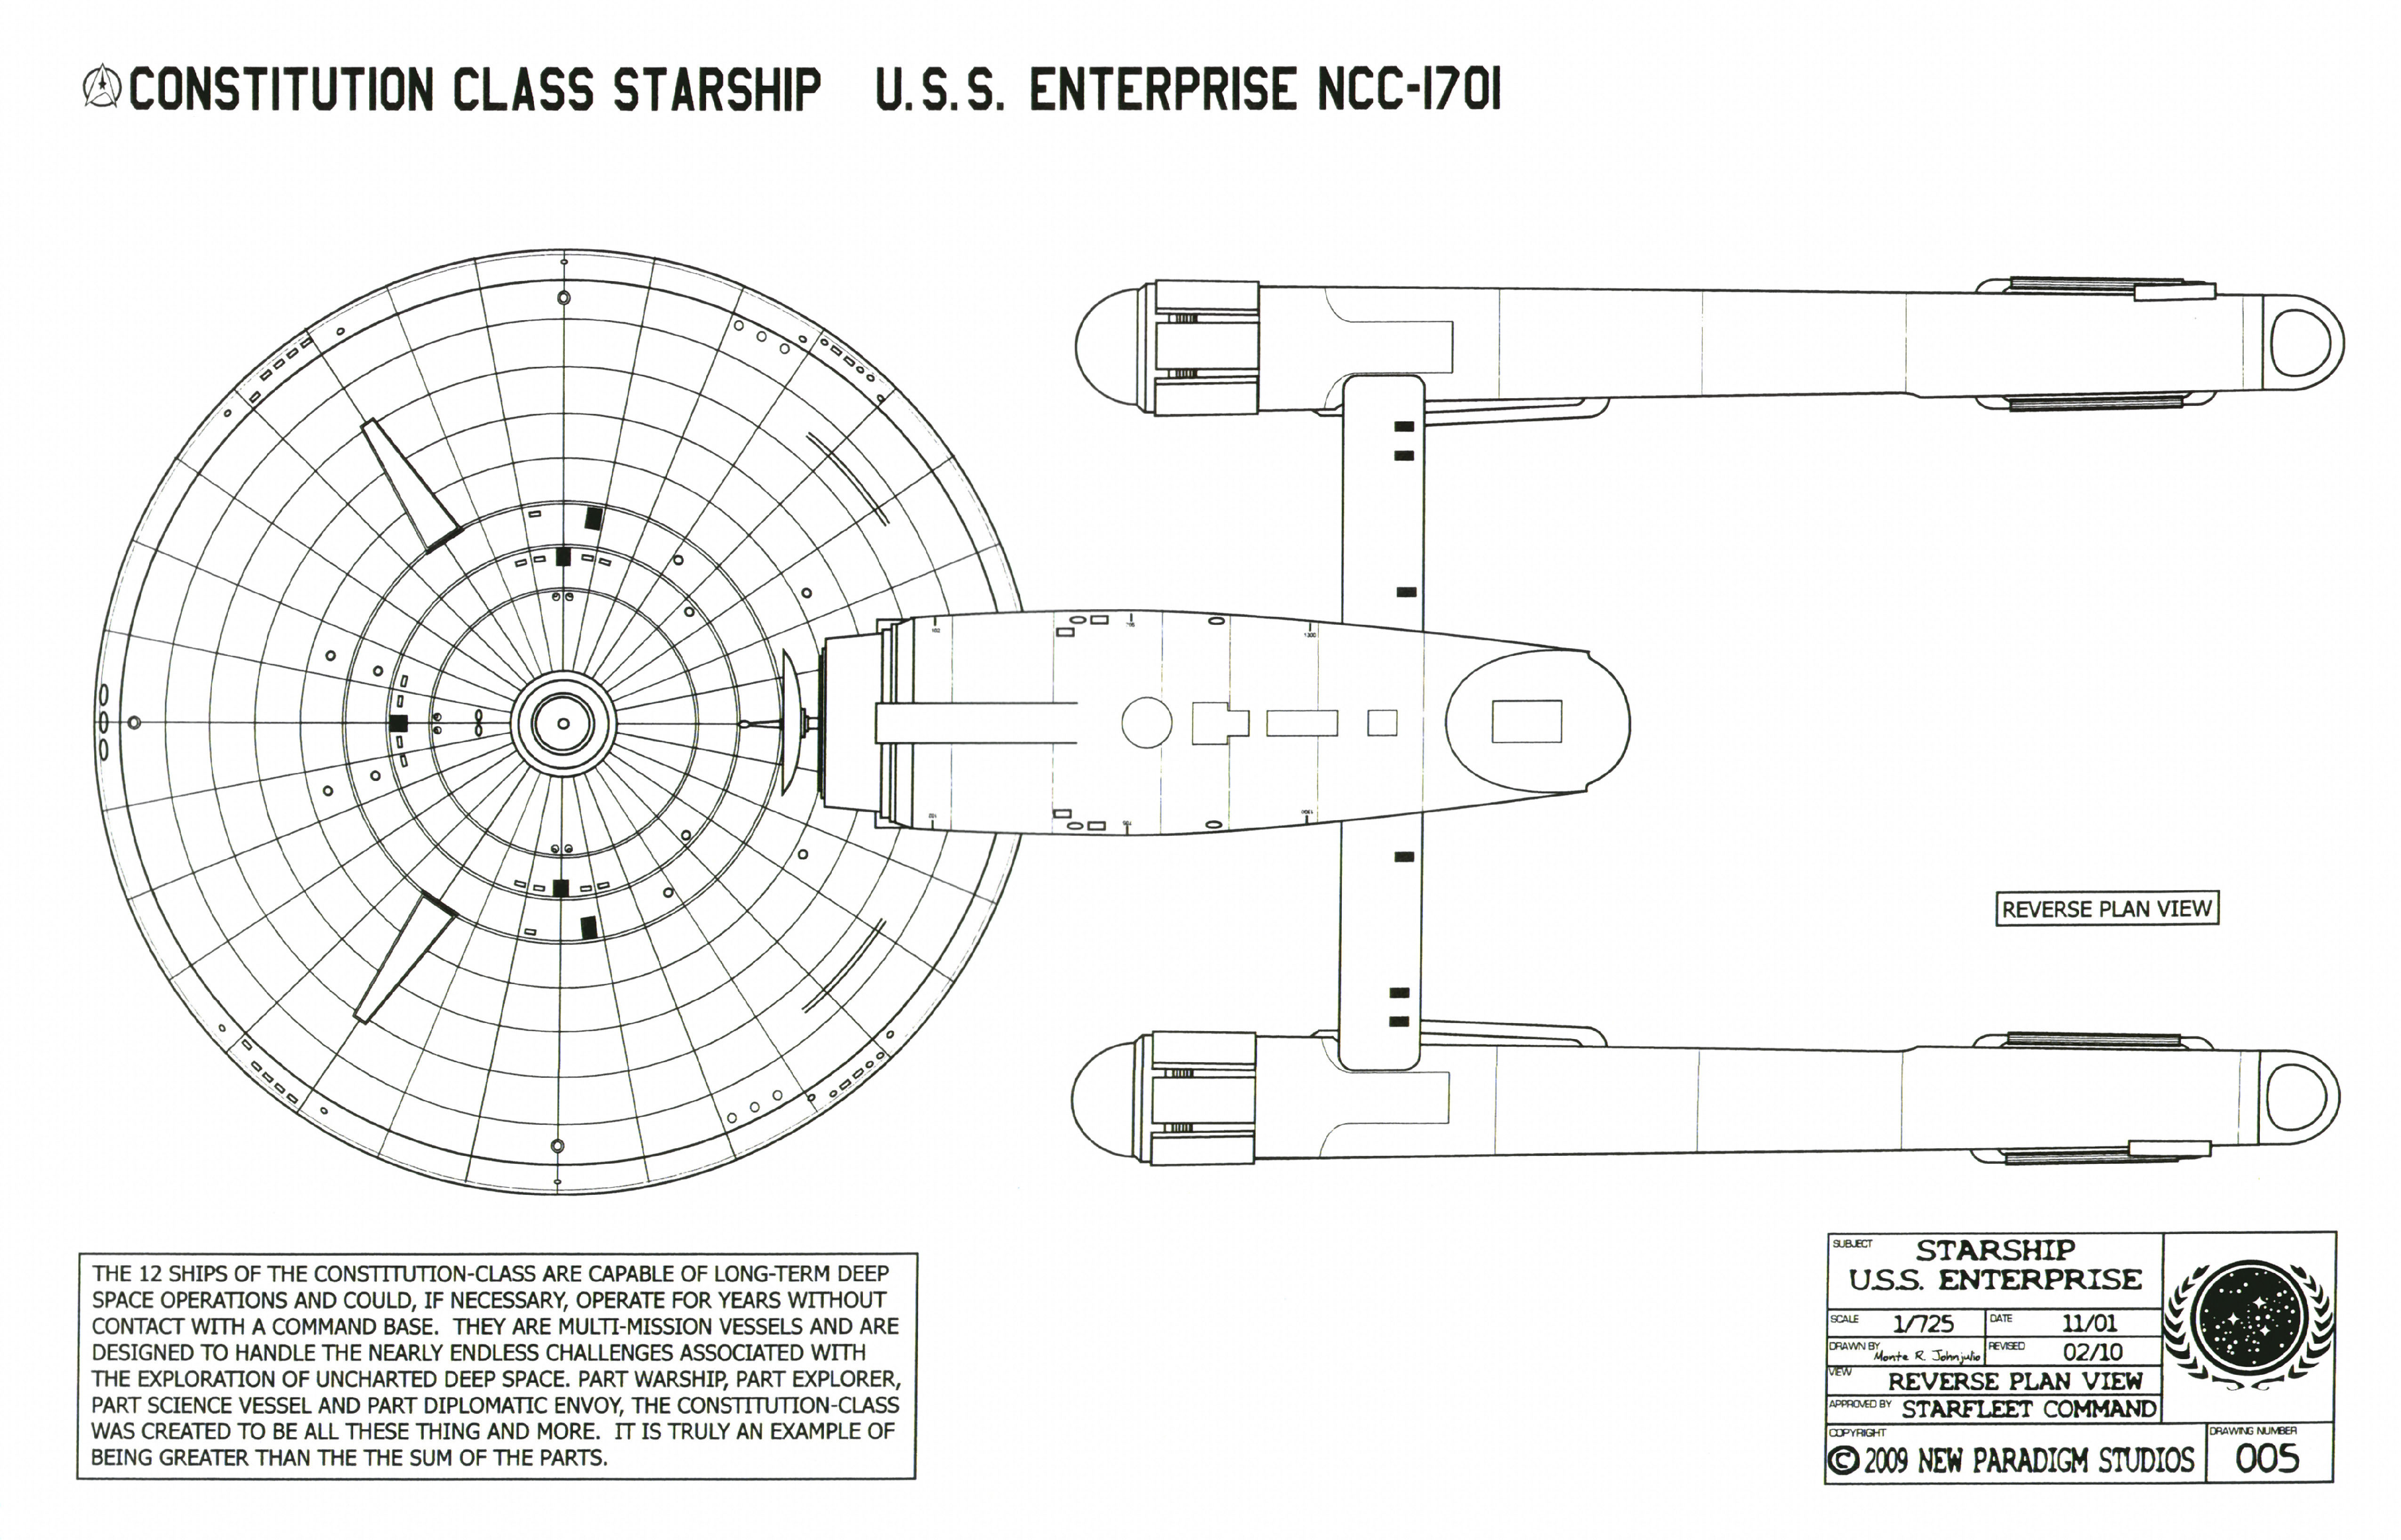 CONSTITUTION CLASS STARSHIP U.S.S. ENTERPRISE NCC-1701
REVERSE PLAN VIEW
THE 12 SHIPS OF THE CONSTITUTION-CLASS ARE CAPABLE OF LONG-TERM DEEP
SPACE OPERATIONS AND COULD, IF NECESSARY, OPERATE FOR YEARS WITHOUT
CONTACT WITH A COMMAND BASE. THEY ARE MULTI-MISSION VESSELS AND ARE
DESIGNED TO HANDLE THE NEARLY ENDLESS CHALLENGES ASSOCIATED WITH
THE EXPLORATION OF UNCHARTED DEEP SPACE. PART WARSHIP, PART EXPLORER,
PART SCIENCE VESSEL AND PART DIPLOMATIC ENVOY, THE CONSTITUTION-CLASS
WAS CREATED TO BE ALL THESE THING AND MORE. IT IS TRULY AN EXAMPLE OF
BEING GREATER THAN THE THE SUM OF THE PARTS.
SUBJECT STARSHIP
U.S.S. ENTERPRISE
SCALE 1/725 DATE 11/01
DRAWN BY Monte R. Johnjulio REVISED 02/10
VIEW REVERSE PLAN VIEW
APPROVED BY STARFLEET COMMAND
COPYRIGHT © 2009 NEW PARADIGM STUDIOS
DRAWING NUMBER 005